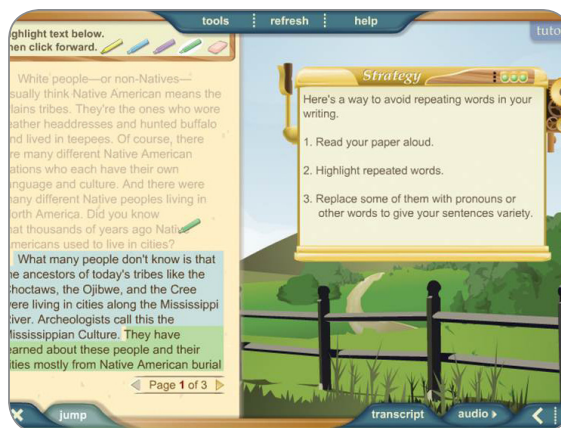 tools
refresh
help
ghlight text below.
hen click forward.
tuto
White people—or non-Natives—
sually think Native American means the
lains tribes. They're the ones who wore
eather headdresses and hunted buffalo
nd lived in teepees. Of course, there
re many different Native American
ations who each have their own
nguage and culture. And there were
any different Native peoples living in
orth America. Did you know
hat thousands of years ago Native
mericans used to live in cities?
What many people don't know is that
he ancestors of today's tribes like the
hoctaws, the Ojibwe, and the Cree
ere living in cities along the Mississippi
iver. Archeologists call this the
ississippian Culture. They have
earned about these people and their
ities mostly from Native American burial
Page 1 of 3
Strategy
Here's a way to avoid repeating words in your
writing.
1. Read your paper aloud.
2. Highlight repeated words.
3. Replace some of them with pronouns or
other words to give your sentences variety.
jump
transcript
audio